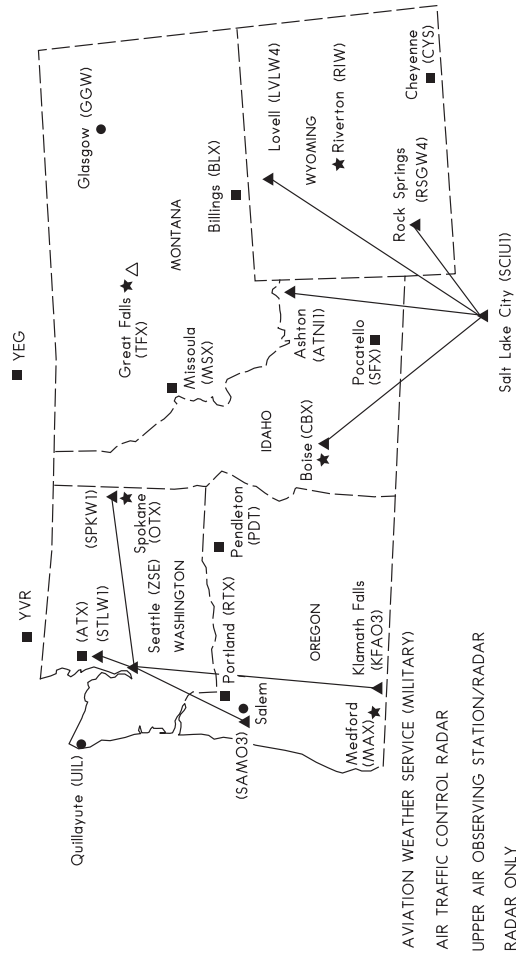 YVR
YEG
Quillayute (UIL)
(ATX)
(STLW1)
(SPKW1)
Spokane
(OTX)
Seattle (ZSE)
WASHINGTON
Great Falls
(TFX)
Glasgow (GGW)
Missoula
(MSX)
MONTANA
Billings (BLX)
Portland (RTX)
Salem
(SAMO3)
Pendleton
(PDT)
OREGON
Medford
(MAX)
Klamath Falls
(KFAO3)
IDAHO
Boise (CBX)
Ashton
(ATNI1)
Pocatello
(SFX)
Lovell (LVLW4)
WYOMING
Riverton (RIW)
Rock Springs
(RSGW4)
Cheyenne
(CYS)
Salt Lake City (SCIU1)
AVIATION WEATHER SERVICE (MILITARY)
AIR TRAFFIC CONTROL RADAR
UPPER AIR OBSERVING STATION/RADAR
RADAR ONLY